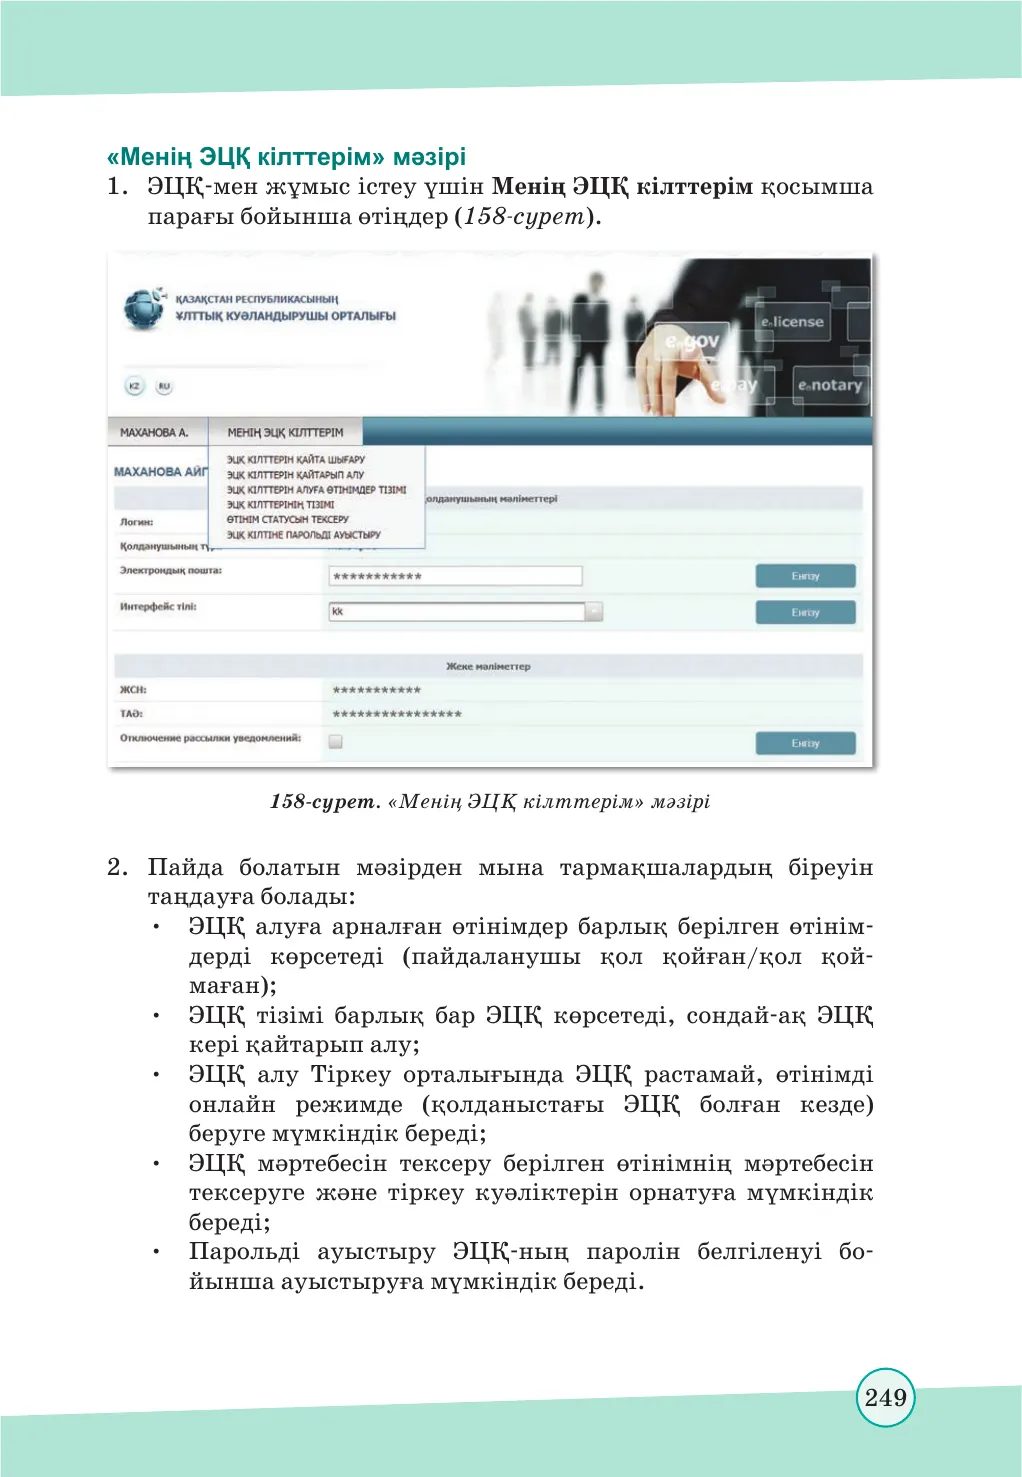 «Менің ЭЦҚ кілттерім» мәзірі
1. ЭЦҚ-мен жұмыс істеу үшін Менің ЭЦҚ кілттерім қосымша
парағы бойынша өтіңдер (158-сурет).
ҚАЗАҚСТАН РЕСПУБЛИКАСЫНЫҢ
ҰЛТТЫҚ КУӘЛАНДЫРУШЫ ОРТАЛЫҒЫ
e license
e gov
e pay
e notary
KZ RU
МАХАНОВА А. МЕНІҢ ЭЦҚ КІЛТТЕРІМ
ЭЦҚ КІЛТТЕРІН ҚАЙТА ШЫҒАРУ
МАХАНОВА АЙГ
ЭЦҚ КІЛТТЕРІН ҚАЙТАРЫП АЛУ
ЭЦҚ КІЛТТЕРІН АЛУҒА ӨТІНІМДЕР ТІЗІМІ
ЭЦҚ КІЛТТЕРІНІҢ ТІЗІМІ
ӨТІНІМ СТАТУСЫН ТЕКСЕРУ
ЭЦҚ КІЛТІНЕ ПАРОЛЬДІ АУЫСТЫРУ
қолданушының мәліметтері
Логин:
Қолданушының
Электрондық пошта: *********** Енгізу
Интерфейс тілі: kk Енгізу
Жеке мәліметтер
ЖСН: ***********
ТАӘ: ****************
Отключение рассылки уведомлений: Енгізу
158-сурет. «Менің ЭЦҚ кілттерім» мәзірі
2. Пайда болатын мәзірден мына тармақшалардың біреуін
таңдауға болады:
• ЭЦҚ алуға арналған өтінімдер барлық берілген өтінім-
дерді көрсетеді (пайдаланушы қол қойған/қол қой-
маған);
• ЭЦҚ тізімі барлық бар ЭЦҚ көрсетеді, сондай-ақ ЭЦҚ
кері қайтарып алу;
• ЭЦҚ алу Тіркеу орталығында ЭЦҚ растамай, өтінімді
онлайн режимде (қолданыстағы ЭЦҚ болған кезде)
беруге мүмкіндік береді;
• ЭЦҚ мәртебесін тексеру берілген өтінімнің мәртебесін
тексеруге және тіркеу куәліктерін орнатуға мүмкіндік
береді;
• Парольді ауыстыру ЭЦҚ-ның паролін белгіленуі бо-
йынша ауыстыруға мүмкіндік береді.
249